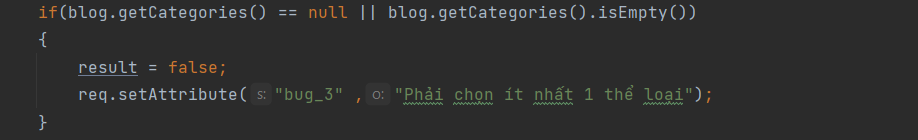 if(blog.getCategories() == null || blog.getCategories().isEmpty())
{
result = false;
req.setAttribute( s: "bug_3" , o: "Phải chọn ít nhất 1 thể loại");
}